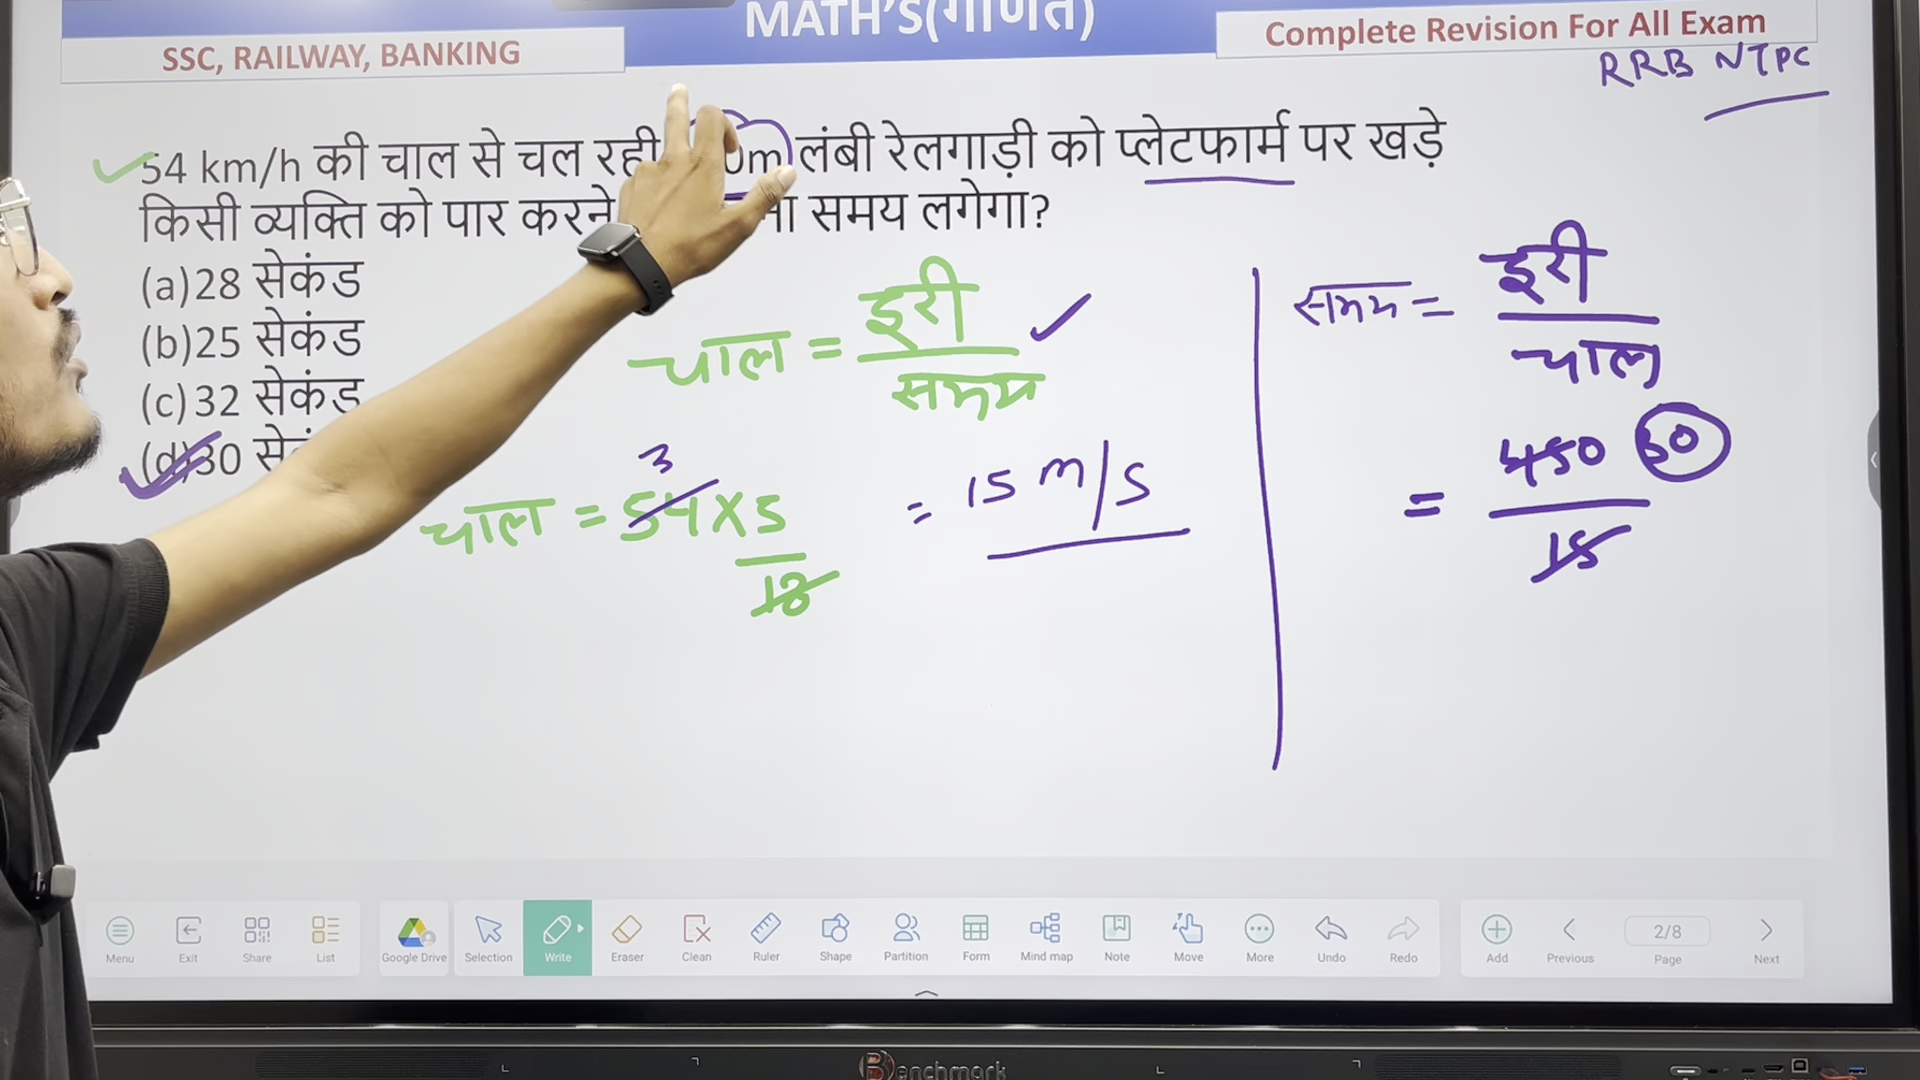 MATH'S(गणित)
SSC, RAILWAY, BANKING
Complete Revision For All Exam
RRB NTPC
54 km/h की चाल से चल रही 0m लंबी रेलगाड़ी को प्लेटफार्म पर खड़े
किसी व्यक्ति को पार करने समय लगेगा?
(a) 28 सेकंड
(b) 25 सेकंड
(c) 32 सेकंड
(d) 30 से
चाल = दूरी / समय
चाल = 54 x 5 / 18
3
= 15 m/s
समय = दूरी / चाल
= 450 / 15
30
Menu
Exit
Share
List
Google Drive
Selection
Write
Eraser
Clean
Ruler
Shape
Partition
Form
Mind map
Note
Move
More
Undo
Redo
Add
Previous
2/8
Page
Next
Benchmark